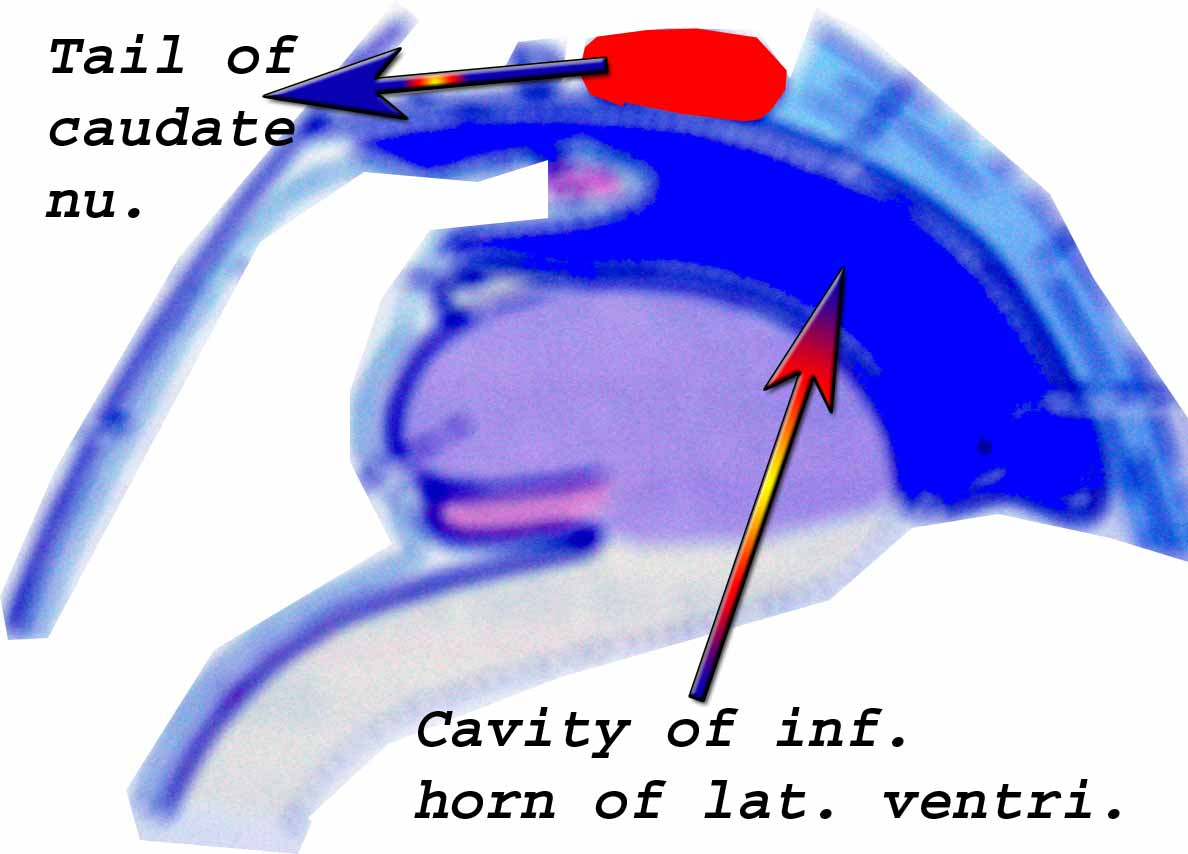 Tail of
caudate
nu.
Cavity of inf.
horn of lat. ventri.